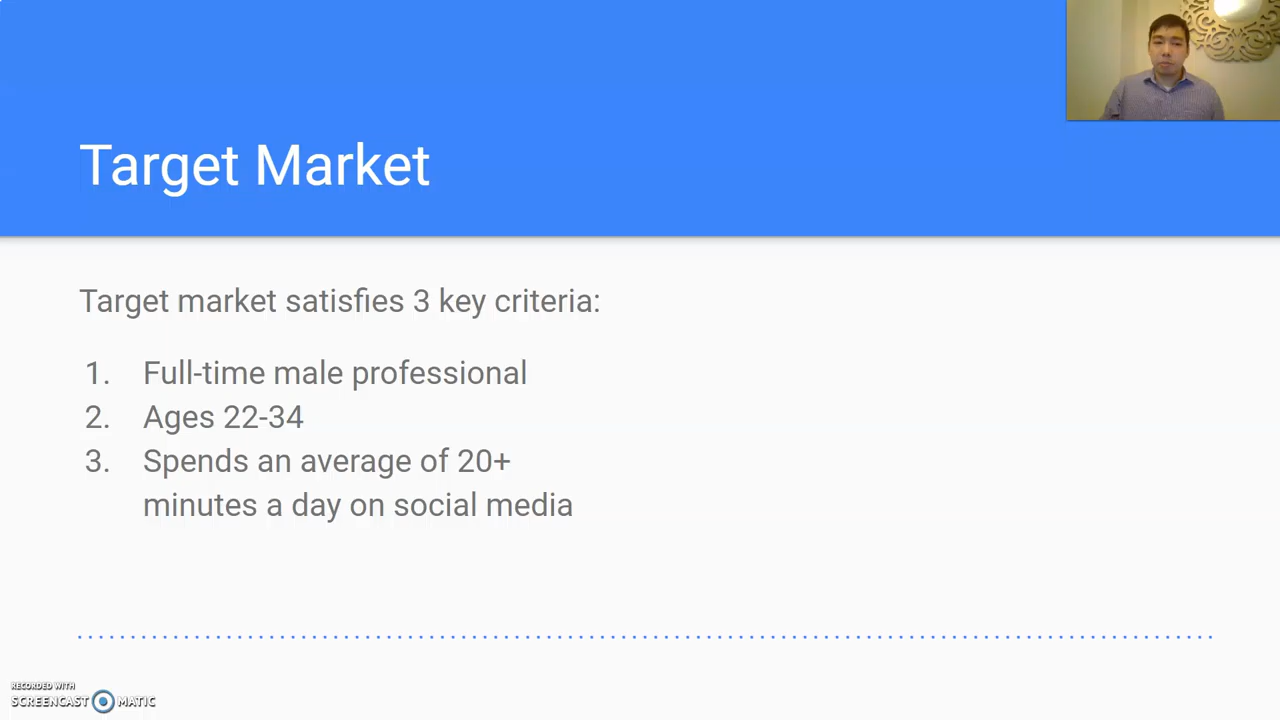 Target Market
Target market satisfies 3 key criteria:
1. Full-time male professional
2. Ages 22-34
3. Spends an average of 20+
minutes a day on social media
RECORDED WITH
SCREENCAST MATIC